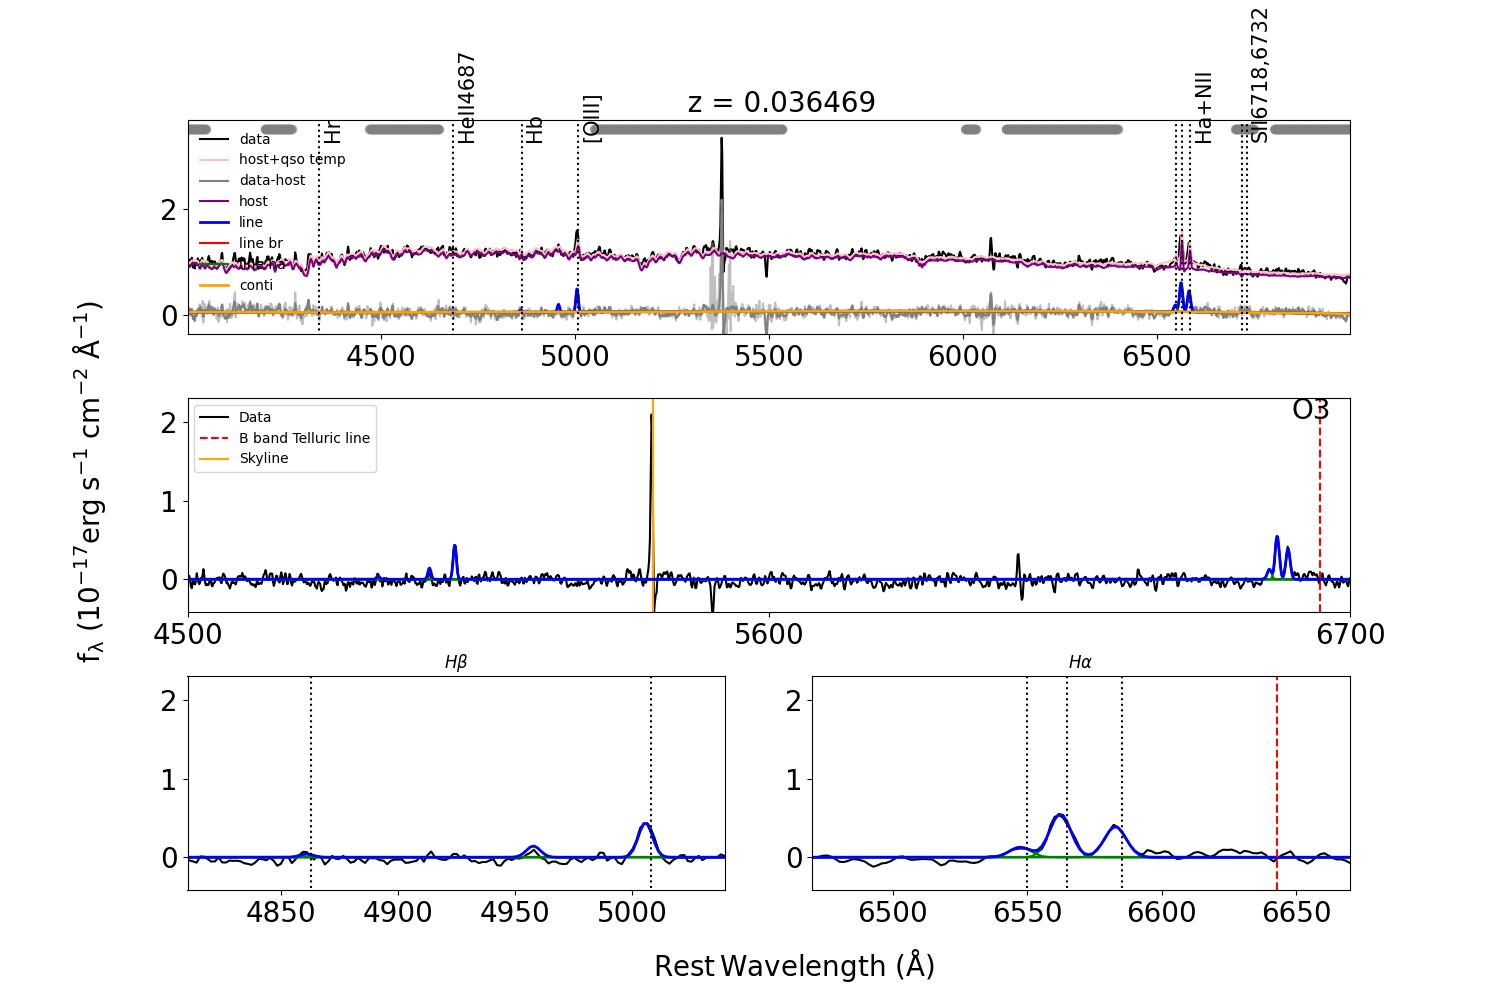 z = 0.036469
Hr
HeII4687
Hb
[OIII]
Ha+NII
SII6718,6732
data
host+qso temp
data-host
host
line
line br
conti
2
0
4500
5000
5500
6000
6500
f_λ (10^−17 erg s^−1 cm^−2 Å^−1)
Data
B band Telluric line
Skyline
O3
2
1
0
4500
5600
6700
Hβ
2
1
0
4850
4900
4950
5000
Hα
2
1
0
6500
6550
6600
6650
Rest Wavelength (Å)